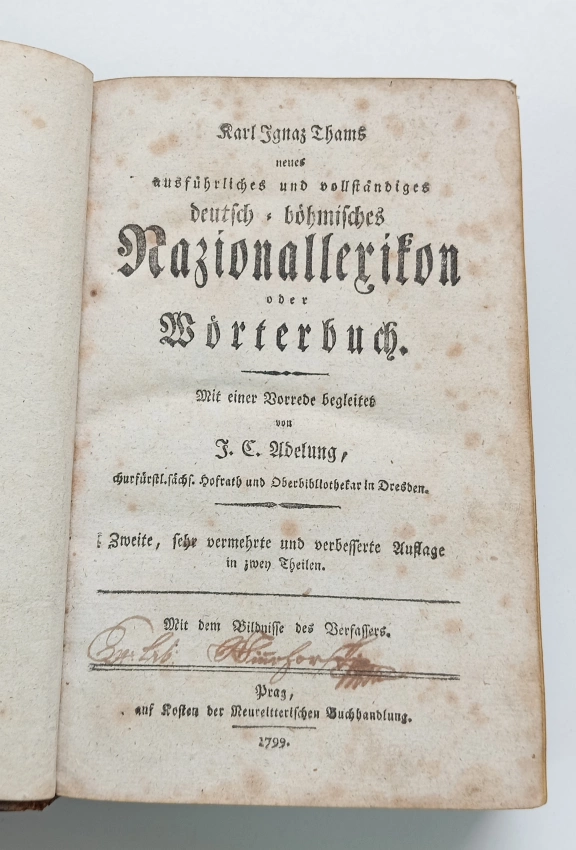 Karl Ignaz Thams
neues
ausführliches und vollständiges
deutsch-böhmisches
Nazionallexikon
oder
Wörterbuch.
Mit einer Vorrede begleitet
von
J. C. Adelung,
churfürstl. sächs. Hofrath und Oberbibliothekar in Dresden.
Zweite, sehr vermehrte und verbesserte Auflage
in zwey Theilen.
Mit dem Bildnisse des Verfassers.
Prag,
auf Kosten der Neureitterischen Buchhandlung.
1799.